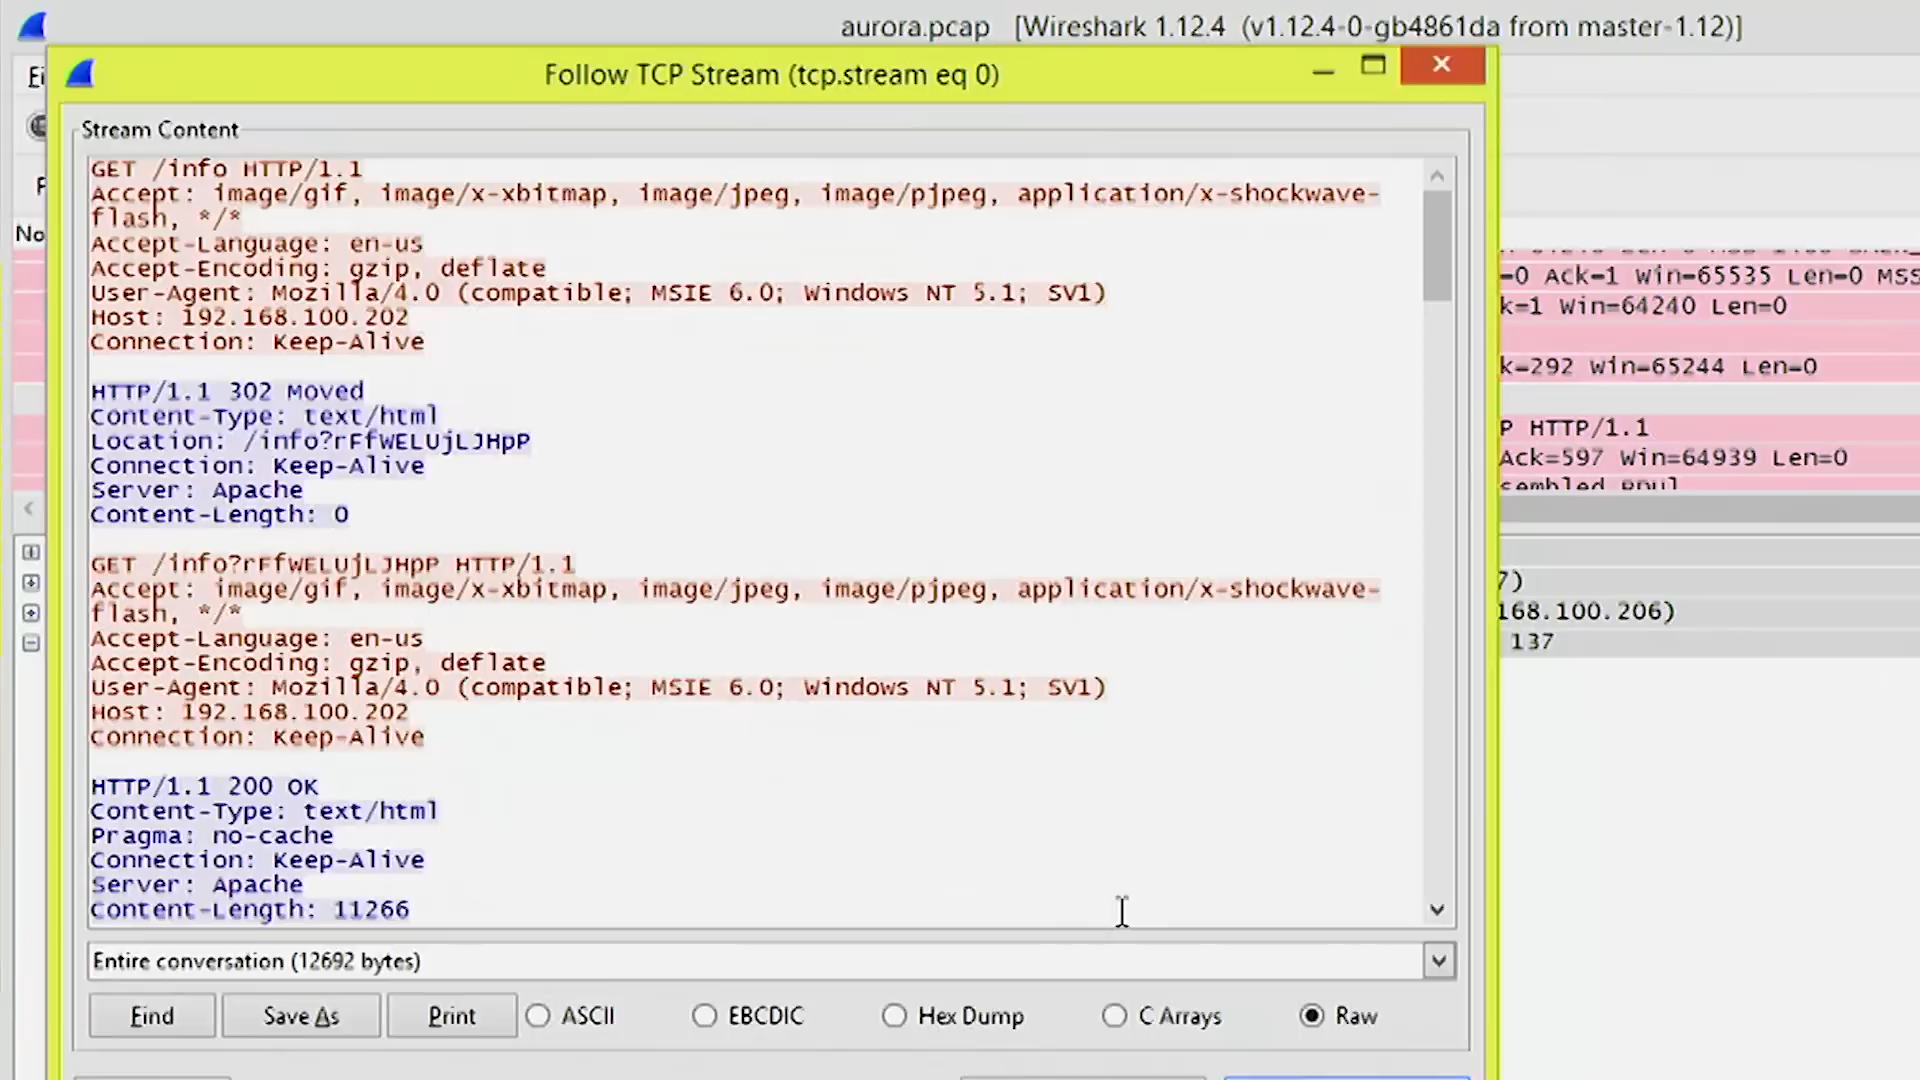 aurora.pcap [Wireshark 1.12.4 (v1.12.4-0-gb4861da from master-1.12)]
Follow TCP Stream (tcp.stream eq 0)
Stream Content
GET /info HTTP/1.1
Accept: image/gif, image/x-xbitmap, image/jpeg, image/pjpeg, application/x-shockwave-
flash, */*
Accept-Language: en-us
Accept-Encoding: gzip, deflate
User-Agent: Mozilla/4.0 (compatible; MSIE 6.0; Windows NT 5.1; SV1)
Host: 192.168.100.202
Connection: Keep-Alive
HTTP/1.1 302 Moved
Content-Type: text/html
Location: /info?rFfWELUjLJHpP
Connection: Keep-Alive
Server: Apache
Content-Length: 0
GET /info?rFfWELUjLJHpP HTTP/1.1
Accept: image/gif, image/x-xbitmap, image/jpeg, image/pjpeg, application/x-shockwave-
flash, */*
Accept-Language: en-us
Accept-Encoding: gzip, deflate
User-Agent: Mozilla/4.0 (compatible; MSIE 6.0; Windows NT 5.1; SV1)
Host: 192.168.100.202
Connection: Keep-Alive
HTTP/1.1 200 OK
Content-Type: text/html
Pragma: no-cache
Connection: Keep-Alive
Server: Apache
Content-Length: 11266
Entire conversation (12692 bytes)
Find Save As Print ASCII EBCDIC Hex Dump C Arrays Raw
No
=0 Ack=1 Win=65535 Len=0 MSS
k=1 Win=64240 Len=0
k=292 Win=65244 Len=0
P HTTP/1.1
Ack=597 Win=64939 Len=0
7)
168.100.206)
137